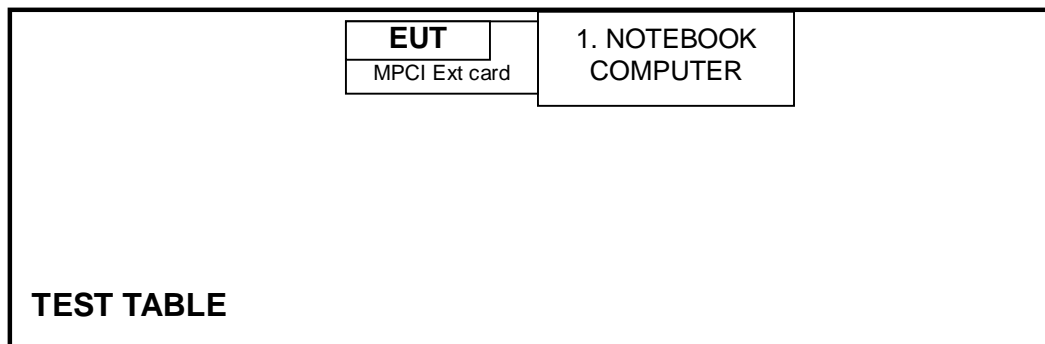 EUT
MPCI Ext card
1. NOTEBOOK
COMPUTER
TEST TABLE